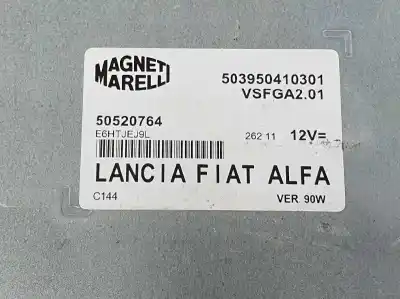 MAGNETI
MARELLI
503950410301
VSFGA2.01
50520764
E6HTJEJ9L
262 11 12V=
LANCIA FIAT ALFA
C144
VER. 90W